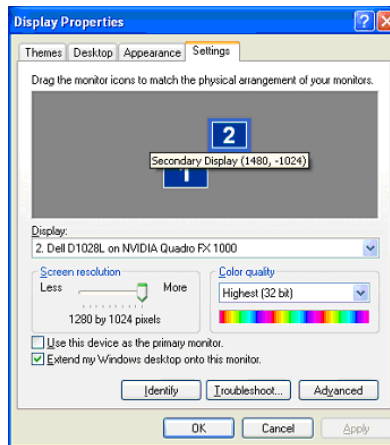 Display Properties
Themes Desktop Appearance Settings
Drag the monitor icons to match the physical arrangement of your monitors.
2
Secondary Display (1480, -1024)
1
Display:
2. Dell D1028L on NVIDIA Quadro FX 1000
Screen resolution
Less More
1280 by 1024 pixels
Color quality
Highest (32 bit)
Use this device as the primary monitor.
Extend my Windows desktop onto this monitor.
Identify Troubleshoot... Advanced
OK Cancel Apply